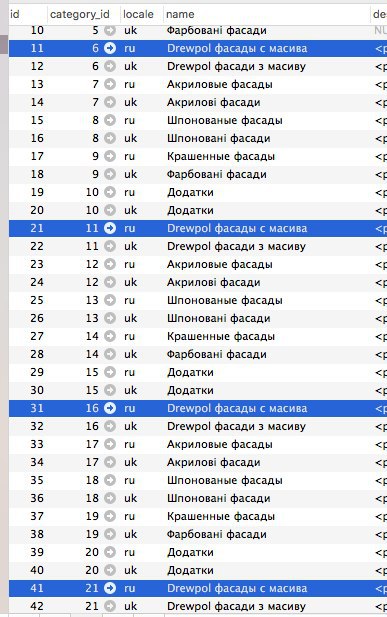 id category_id locale name de
10 5 uk Фарбовані фасади NU
11 6 ru Drewpol фасады с масива <p
12 6 uk Drewpol фасади з масиву <p
13 7 ru Акриловые фасады <p
14 7 uk Акрилові фасади <p
15 8 ru Шпонованые фасады <p
16 8 uk Шпоновані фасади <p
17 9 ru Крашенные фасады <p
18 9 uk Фарбовані фасади <p
19 10 ru Додатки <p
20 10 uk Додатки <p
21 11 ru Drewpol фасады с масива <p
22 11 uk Drewpol фасади з масиву <p
23 12 ru Акриловые фасады <p
24 12 uk Акрилові фасади <p
25 13 ru Шпонованые фасады <p
26 13 uk Шпоновані фасади <p
27 14 ru Крашенные фасады <p
28 14 uk Фарбовані фасади <p
29 15 ru Додатки <p
30 15 uk Додатки <p
31 16 ru Drewpol фасады с масива <p
32 16 uk Drewpol фасади з масиву <p
33 17 ru Акриловые фасады <p
34 17 uk Акрилові фасади <p
35 18 ru Шпонованые фасады <p
36 18 uk Шпоновані фасади <p
37 19 ru Крашенные фасады <p
38 19 uk Фарбовані фасади <p
39 20 ru Додатки <p
40 20 uk Додатки <p
41 21 ru Drewpol фасады с масива <p
42 21 uk Drewpol фасади з масиву <p